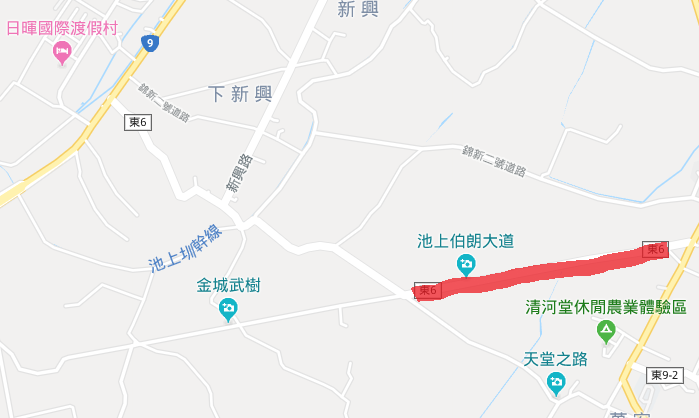 新興
日暉國際渡假村
9
下新興
錦新二號道路
東6
錦新二號道路
新興路
池上圳幹線
池上伯朗大道
東6
金城武樹
東6
清河堂休閒農業體驗區
天堂之路
東9-2
萬安